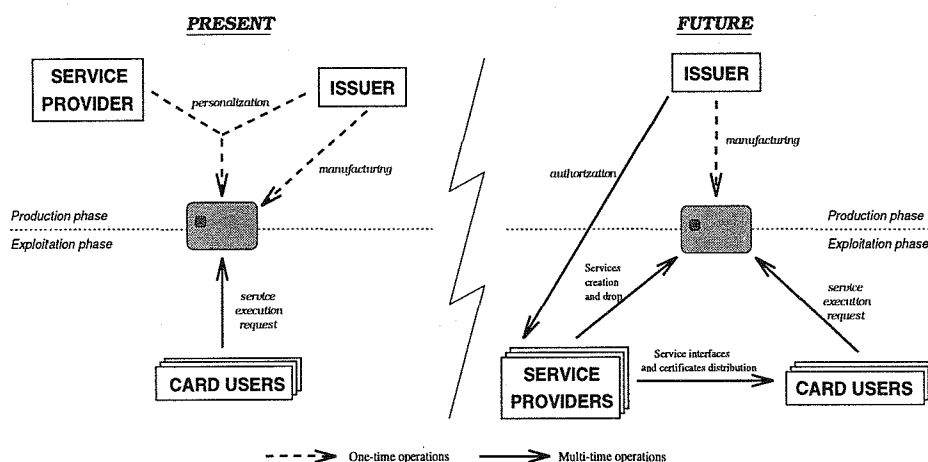 PRESENT
SERVICE
PROVIDER
personalization
ISSUER
manufacturing
Production phase
Exploitation phase
service
execution
request
CARD USERS
FUTURE
ISSUER
manufacturing
authorization
Production phase
Exploitation phase
Services
creation
and drop
service
execution
request
SERVICE
PROVIDERS
Service interfaces
and certificates distribution
CARD USERS
One-time operations
Multi-time operations